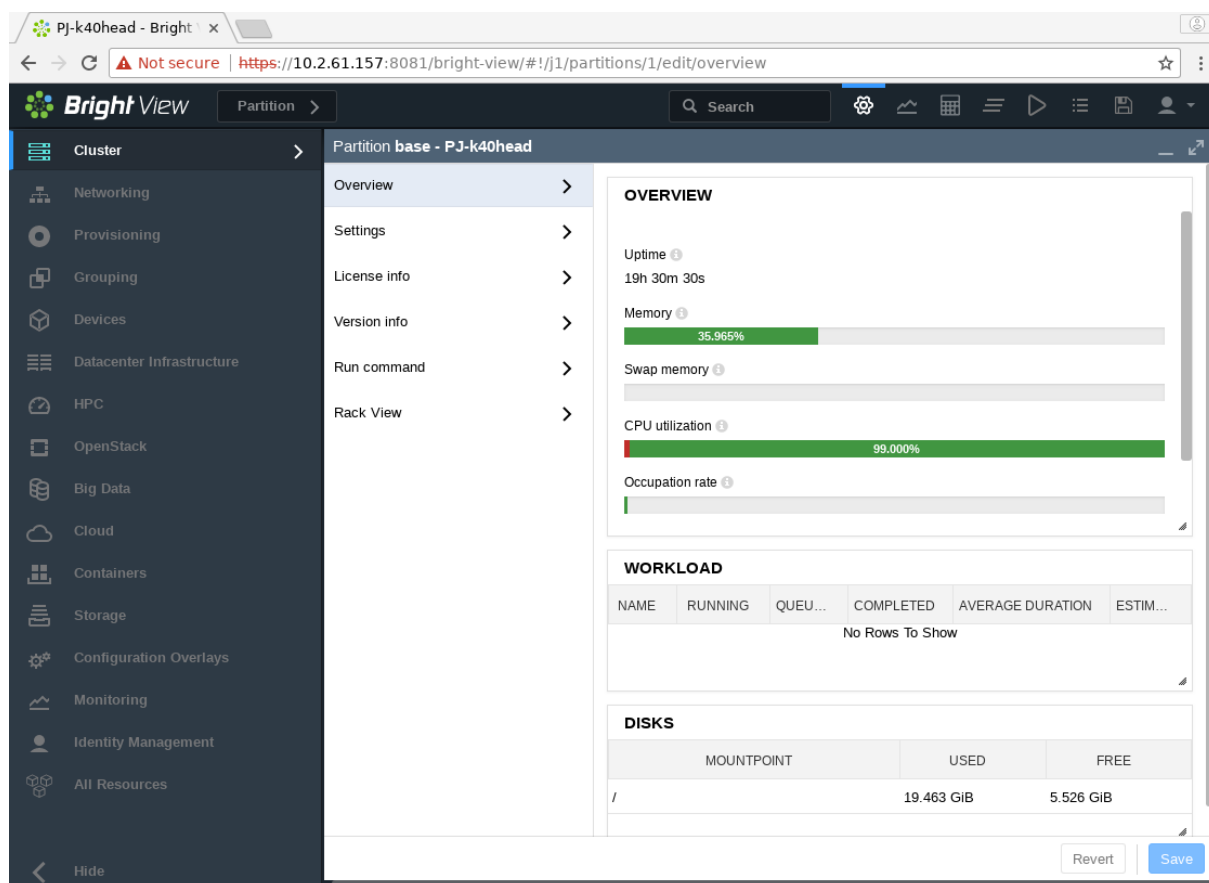 PJ-k40head - Bright
Not secure https://10.2.61.157:8081/bright-view/#!/j1/partitions/1/edit/overview
Bright View
Partition
Search
Cluster
Networking
Provisioning
Grouping
Devices
Datacenter Infrastructure
HPC
OpenStack
Big Data
Cloud
Containers
Storage
Configuration Overlays
Monitoring
Identity Management
All Resources
Hide
Partition base - PJ-k40head
Overview
Settings
License info
Version info
Run command
Rack View
OVERVIEW
Uptime
19h 30m 30s
Memory
35.965%
Swap memory
CPU utilization
99.000%
Occupation rate
WORKLOAD
NAME RUNNING QUEU... COMPLETED AVERAGE DURATION ESTIM...
No Rows To Show
DISKS
MOUNTPOINT USED FREE
/ 19.463 GiB 5.526 GiB
Revert Save